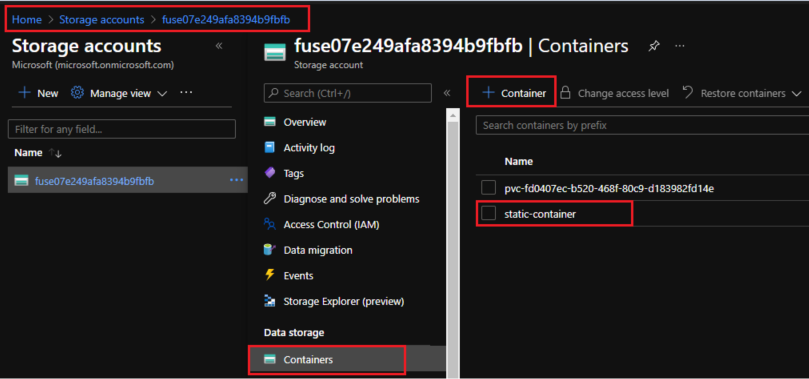 Home > Storage accounts > fuse07e249afa8394b9fbfb
Storage accounts
Microsoft (microsoft.onmicrosoft.com)
+ New Manage view ...
Filter for any field...
Name ↑↓
fuse07e249afa8394b9fbfb ...
fuse07e249afa8394b9fbfb | Containers ...
Storage account
Search (Ctrl+/) «
Overview
Activity log
Tags
Diagnose and solve problems
Access Control (IAM)
Data migration
Events
Storage Explorer (preview)
Data storage
Containers
+ Container Change access level Restore containers
Search containers by prefix
Name
pvc-fd0407ec-b520-468f-80c9-d183982fd14e
static-container